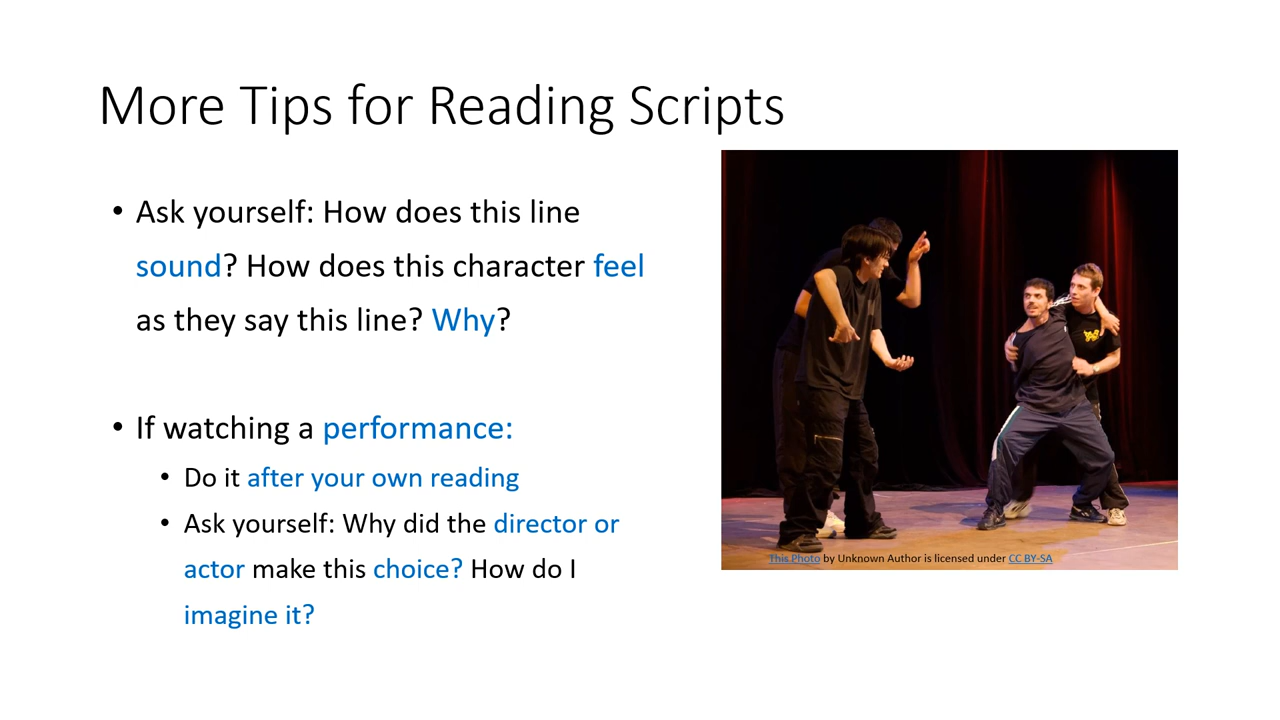 More Tips for Reading Scripts
• Ask yourself: How does this line
sound? How does this character feel
as they say this line? Why?
• If watching a performance:
• Do it after your own reading
• Ask yourself: Why did the director or
actor make this choice? How do I
imagine it?
This Photo by Unknown Author is licensed under CC BY-SA